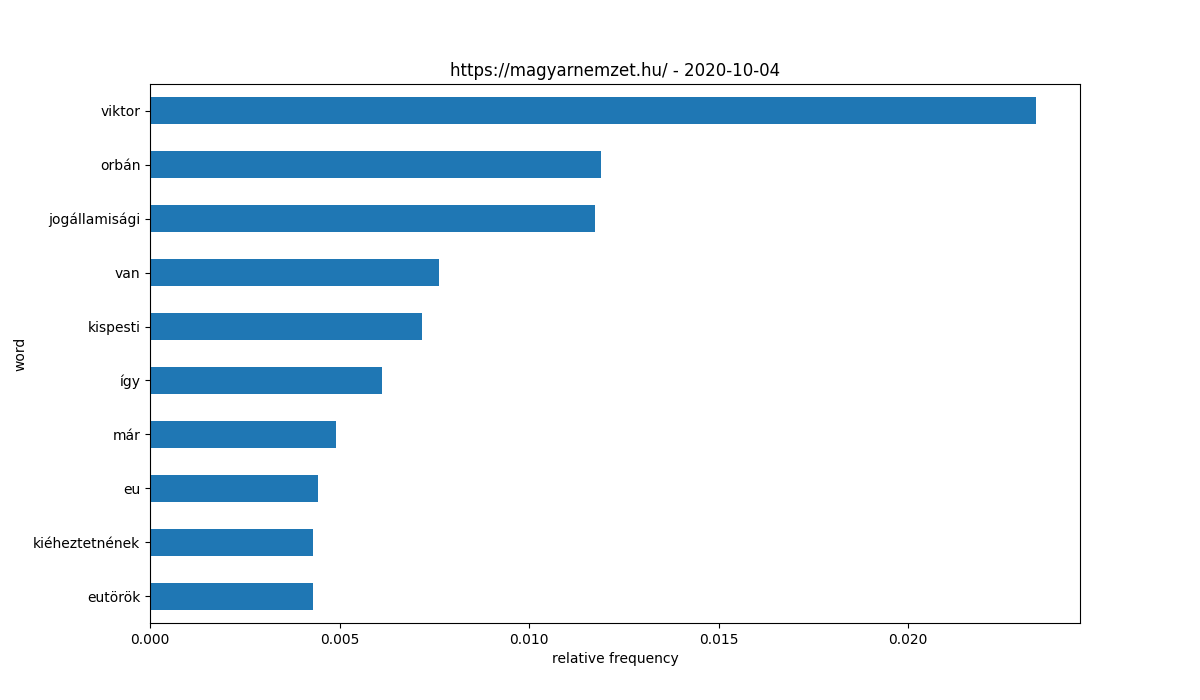 https://magyarnemzet.hu/ - 2020-10-04
viktor
orbán
jogállamisági
van
kispesti
így
már
eu
kiéheztetnének
eutörök
word
0.000 0.005 0.010 0.015 0.020
relative frequency